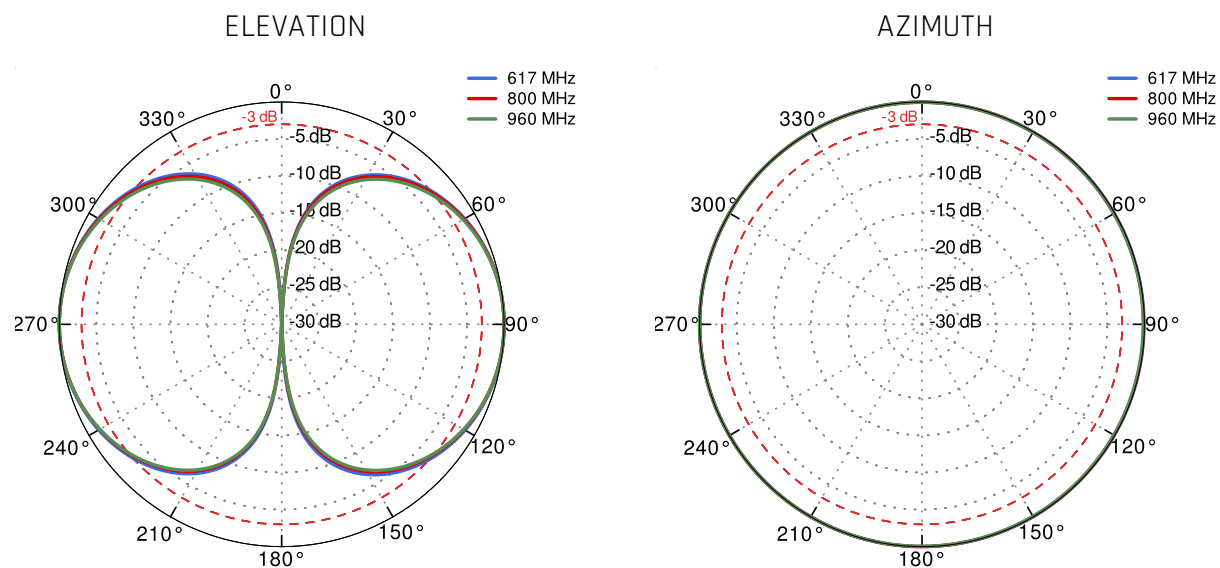 ELEVATION
617 MHz
800 MHz
960 MHz
0°
30°
60°
90°
120°
150°
180°
210°
240°
270°
300°
330°
-3 dB
-5 dB
-10 dB
-15 dB
-20 dB
-25 dB
-30 dB
AZIMUTH
617 MHz
800 MHz
960 MHz
0°
30°
60°
90°
120°
150°
180°
210°
240°
270°
300°
330°
-3 dB
-5 dB
-10 dB
-15 dB
-20 dB
-25 dB
-30 dB